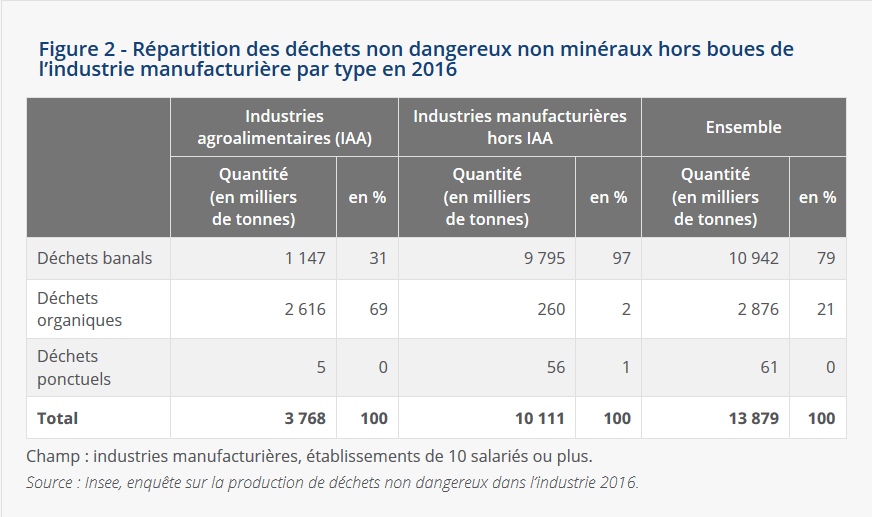 Figure 2 - Répartition des déchets non dangereux non minéraux hors boues de
l’industrie manufacturière par type en 2016
Industries
agroalimentaires (IAA)
Industries manufacturières
hors IAA
Ensemble
Quantité
(en milliers
de tonnes)
en %
Quantité
(en milliers
de tonnes)
en %
Quantité
(en milliers
de tonnes)
en %
Déchets banals 1 147 31 9 795 97 10 942 79
Déchets
organiques 2 616 69 260 2 2 876 21
Déchets
ponctuels 5 0 56 1 61 0
Total 3 768 100 10 111 100 13 879 100
Champ : industries manufacturières, établissements de 10 salariés ou plus.
Source : Insee, enquête sur la production de déchets non dangereux dans l’industrie 2016.